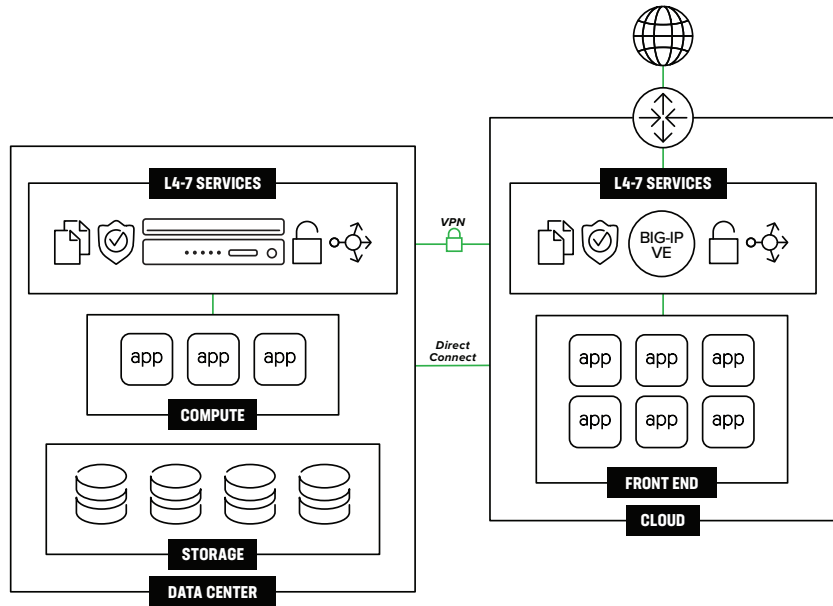 L4-7 SERVICES
app app app
COMPUTE
STORAGE
DATA CENTER
VPN
Direct
Connect
L4-7 SERVICES
BIG-IP
VE
app app app
app app app
FRONT END
CLOUD